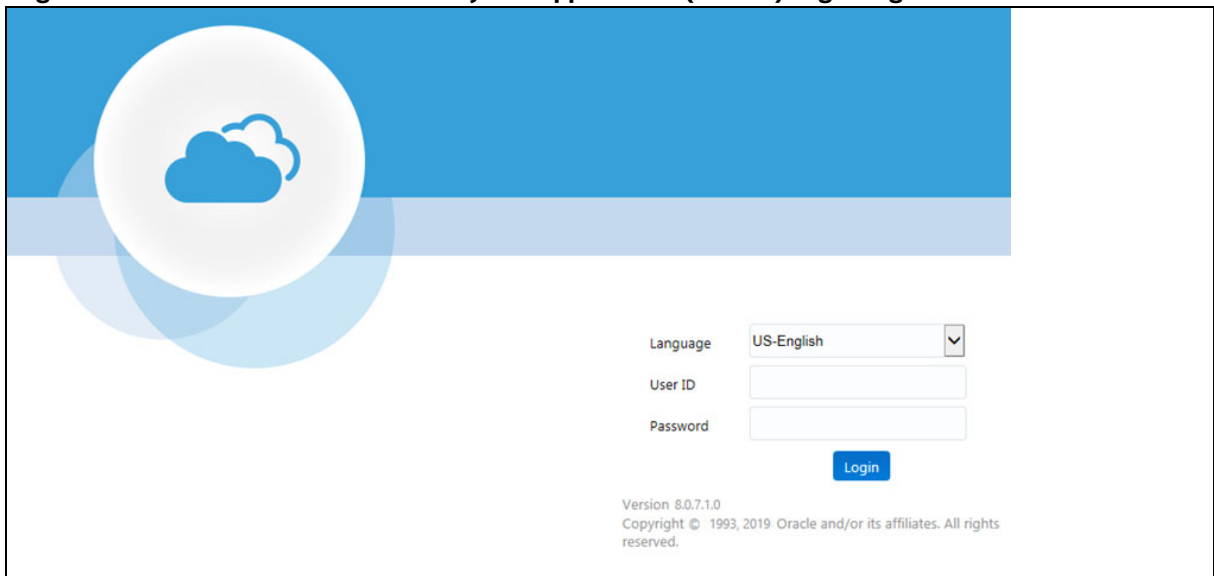 Language
US-English
User ID
Password
Login
Version 8.0.7.1.0
Copyright © 1993, 2019 Oracle and/or its affiliates. All rights
reserved.